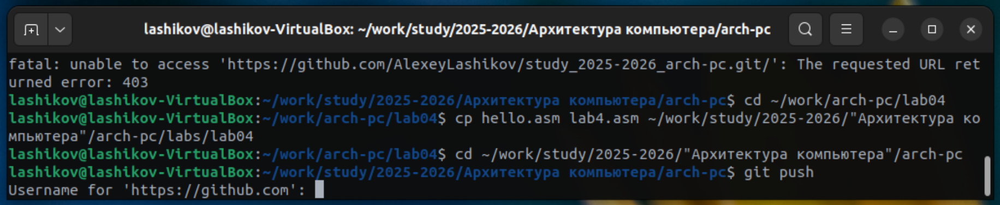 lashikov@lashikov-VirtualBox: ~/work/study/2025-2026/Архитектура компьютера/arch-pc
fatal: unable to access 'https://github.com/AlexeyLashikov/study_2025-2026_arch-pc.git/': The requested URL ret
urned error: 403
lashikov@lashikov-VirtualBox:~/work/study/2025-2026/Архитектура компьютера/arch-pc$ cd ~/work/arch-pc/lab04
lashikov@lashikov-VirtualBox:~/work/arch-pc/lab04$ cp hello.asm lab4.asm ~/work/study/2025-2026/"Архитектура ко
мпьютера"/arch-pc/labs/lab04
lashikov@lashikov-VirtualBox:~/work/arch-pc/lab04$ cd ~/work/study/2025-2026/"Архитектура компьютера"/arch-pc
lashikov@lashikov-VirtualBox:~/work/study/2025-2026/Архитектура компьютера/arch-pc$ git push
Username for 'https://github.com':